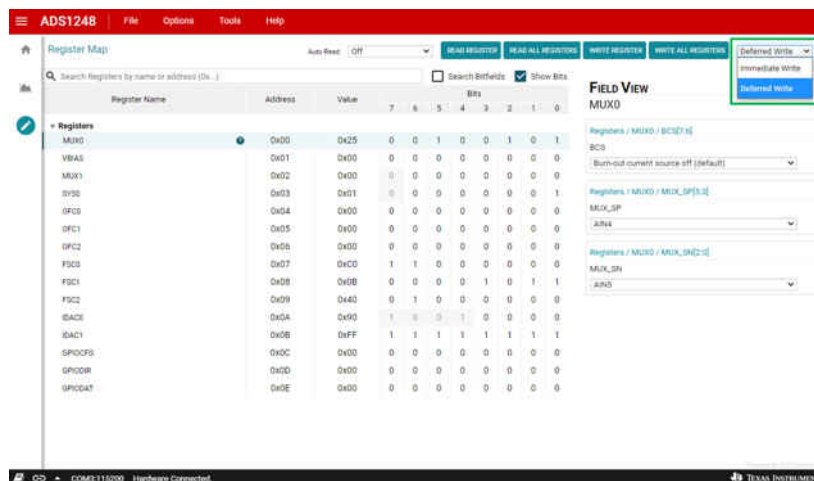 ADS1248 File Options Tools Help
Register Map Auto Read Off READ REGISTER READ ALL REGISTERS WRITE REGISTER WRITE ALL REGISTERS Deferred Write
Immediate Write
Deferred Write
Search Registers by name or address (0x...) Search Bitfields Show Bits
Register Name Address Value Bits
7 6 5 4 3 2 1 0
Registers
MUX0 0x00 0x25 0 0 1 0 0 1 0 1
VBIAS 0x01 0x00 0 0 0 0 0 0 0 0
MUX1 0x02 0x00 0 0 0 0 0 0 0 0
SYS0 0x03 0x01 0 0 0 0 0 0 0 1
OFC0 0x04 0x00 0 0 0 0 0 0 0 0
OFC1 0x05 0x00 0 0 0 0 0 0 0 0
OFC2 0x06 0x00 0 0 0 0 0 0 0 0
FSC0 0x07 0xC0 1 1 0 0 0 0 0 0
FSC1 0x08 0x0B 0 0 0 0 1 0 1 1
FSC2 0x09 0x40 0 1 0 0 0 0 0 0
IDAC0 0x0A 0x90 1 0 0 1 0 0 0 0
IDAC1 0x0B 0xFF 1 1 1 1 1 1 1 1
GPIOCFG 0x0C 0x00 0 0 0 0 0 0 0 0
GPIODIR 0x0D 0x00 0 0 0 0 0 0 0 0
GPIODAT 0x0E 0x00 0 0 0 0 0 0 0 0
FIELD VIEW
MUX0
Registers / MUX0 / BCS[7:6]
BCS
Burn-out current source off (default)
Registers / MUX0 / MUX_SP[5:3]
MUX_SP
AIN4
Registers / MUX0 / MUX_SN[2:0]
MUX_SN
AIN5
COM3:115200 Hardware Connected. TEXAS INSTRUMEN